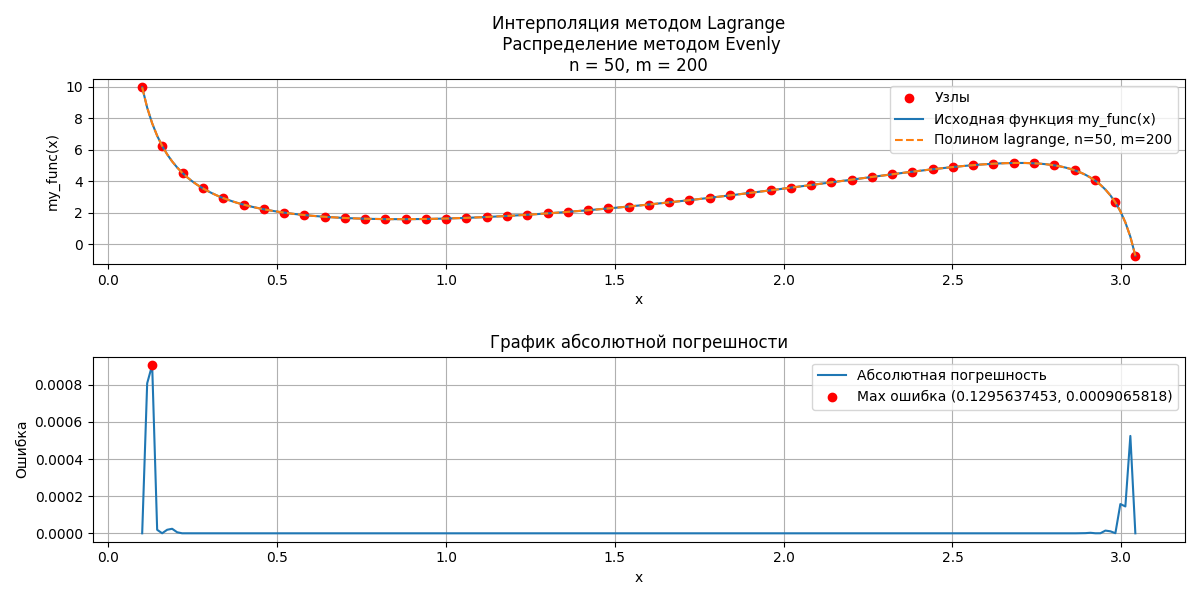 Интерполяция методом Lagrange
Распределение методом Evenly
n = 50, m = 200
my_func(x)
10
8
6
4
2
0
Узлы
Исходная функция my_func(x)
Полином lagrange, n=50, m=200
0.0 0.5 1.0 1.5 2.0 2.5 3.0
x
График абсолютной погрешности
Ошибка
0.0008
0.0006
0.0004
0.0002
0.0000
Абсолютная погрешность
Max ошибка (0.1295637453, 0.0009065818)
0.0 0.5 1.0 1.5 2.0 2.5 3.0
x